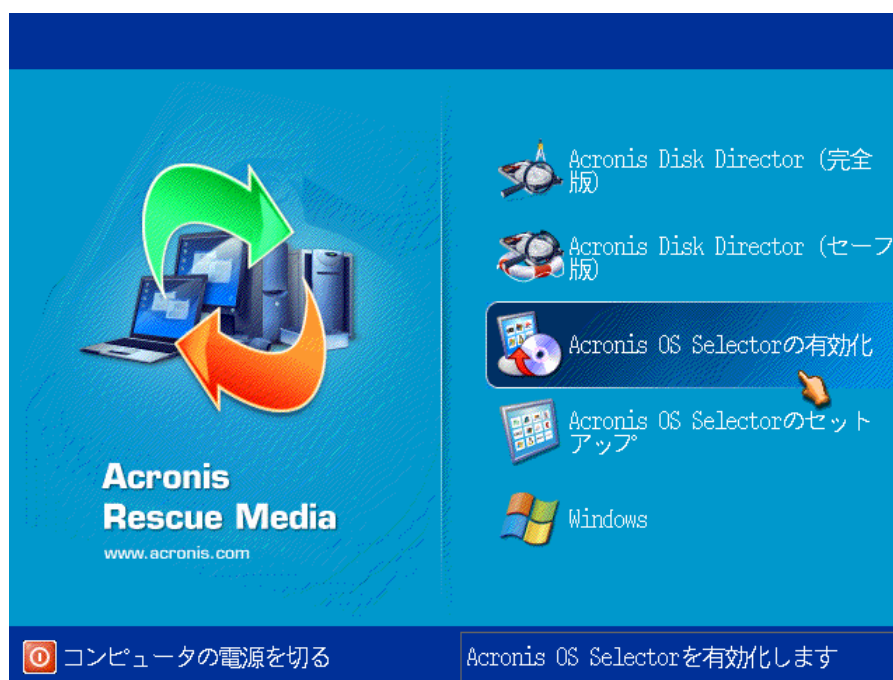 Acronis Disk Director (完全
版)
Acronis Disk Director (セーフ
版)
Acronis OS Selectorの有効化
Acronis OS Selectorのセット
アップ
Windows
Acronis
Rescue Media
www.acronis.com
コンピュータの電源を切る
Acronis OS Selectorを有効化します